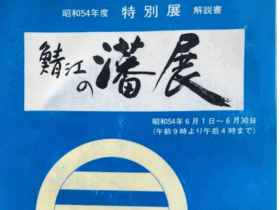 昭和54年度 特別展 解説書
鯖江の藩展
昭和54年6月1日～6月30日
(午前9時より午后4時まで)